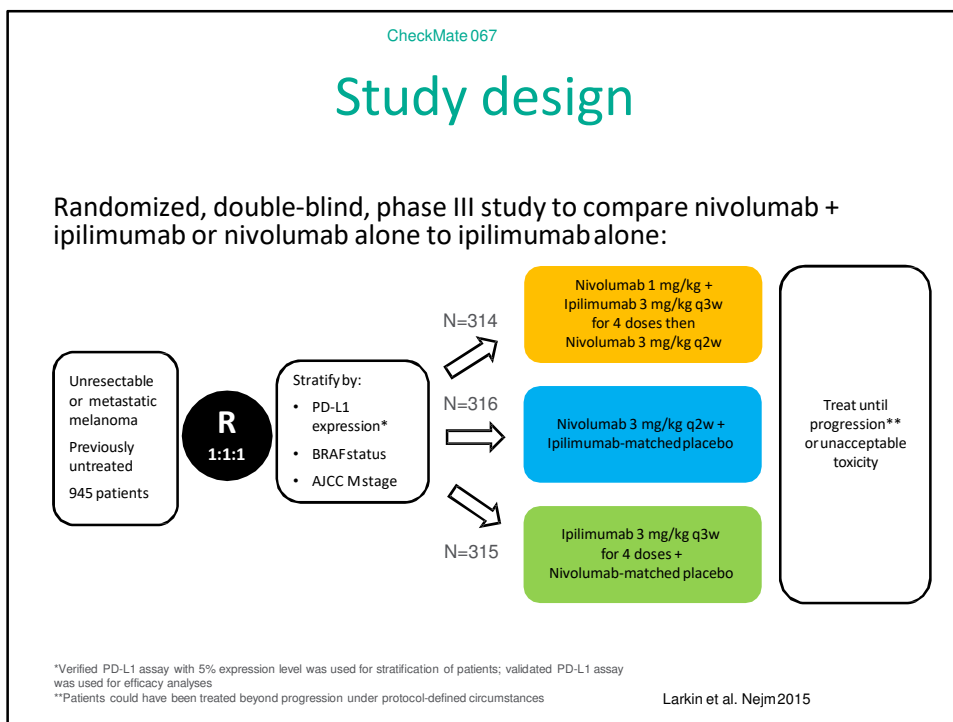 CheckMate 067
Study design
Randomized, double-blind, phase III study to compare nivolumab +
ipilimumab or nivolumab alone to ipilimumab alone:
Unresectable
or metastatic
melanoma
Previously
untreated
945 patients
R
1:1:1
Stratify by:
• PD-L1
expression*
• BRAF status
• AJCC M stage
N=314
N=316
N=315
Nivolumab 1 mg/kg +
Ipilimumab 3 mg/kg q3w
for 4 doses then
Nivolumab 3 mg/kg q2w
Nivolumab 3 mg/kg q2w +
Ipilimumab-matched placebo
Ipilimumab 3 mg/kg q3w
for 4 doses +
Nivolumab-matched placebo
Treat until
progression**
or unacceptable
toxicity
*Verified PD-L1 assay with 5% expression level was used for stratification of patients; validated PD-L1 assay
was used for efficacy analyses
**Patients could have been treated beyond progression under protocol-defined circumstances
Larkin et al. Nejm 2015